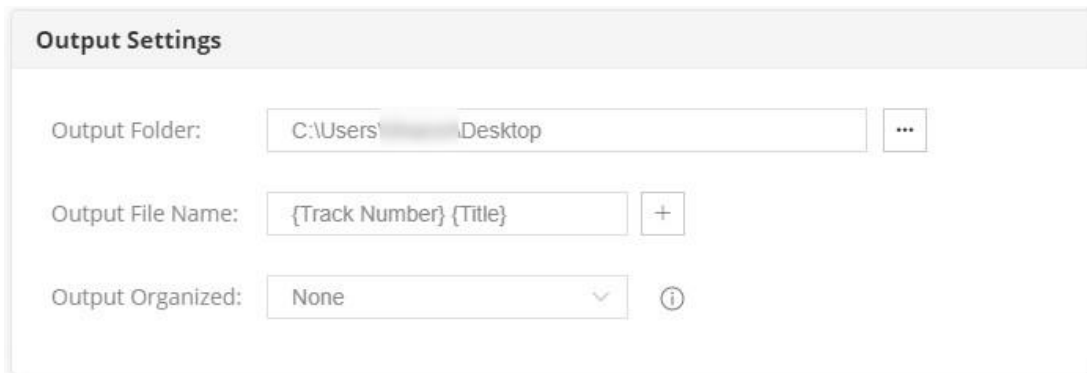 Output Settings
Output Folder: C:\Users\ \Desktop ...
Output File Name: {Track Number} {Title} +
Output Organized: None